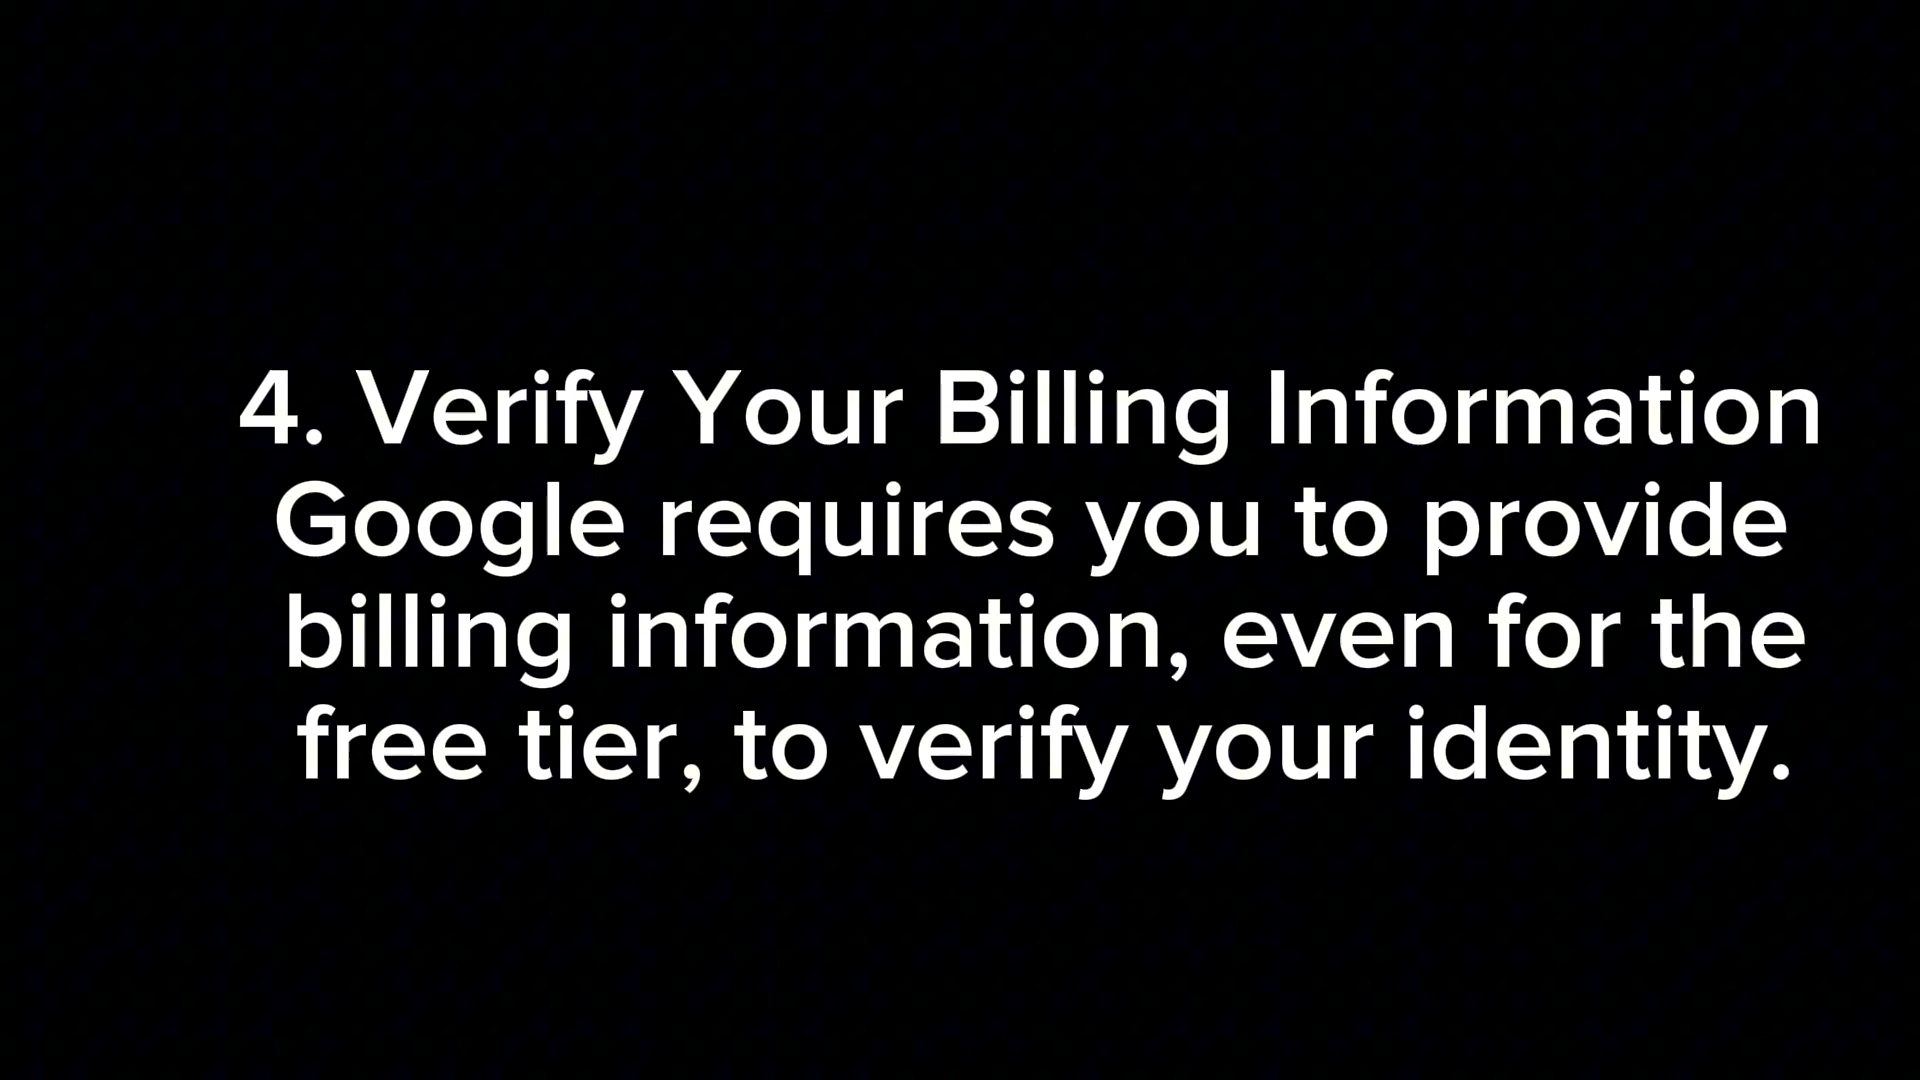 4. Verify Your Billing Information
Google requires you to provide
billing information, even for the
free tier, to verify your identity.